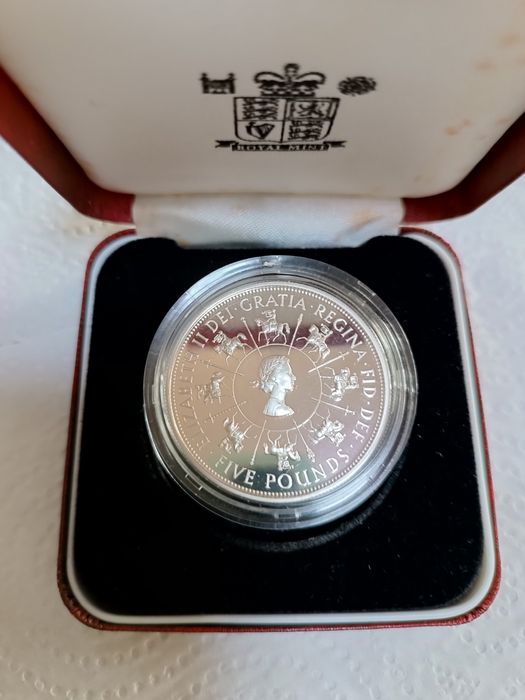 ROYAL MINT
ELIZABETH II DEI · GRATIA · REGINA · FID · DEF ·
FIVE POUNDS